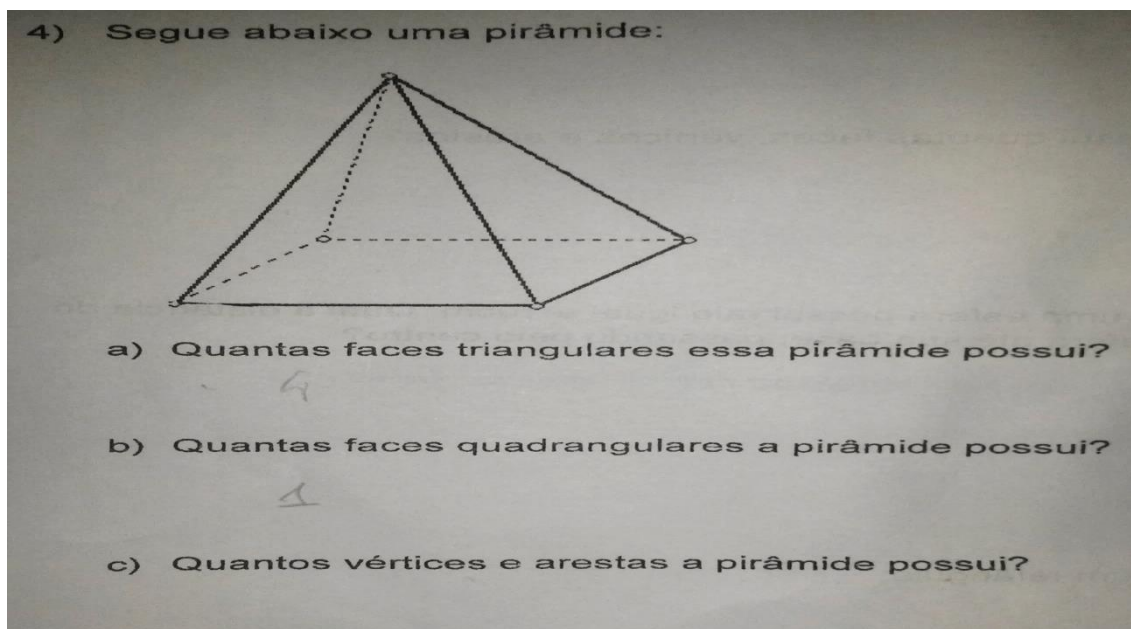 4) Segue abaixo uma pirâmide:
a) Quantas faces triangulares essa pirâmide possui?
4
b) Quantas faces quadrangulares a pirâmide possui?
1
c) Quantos vértices e arestas a pirâmide possui?